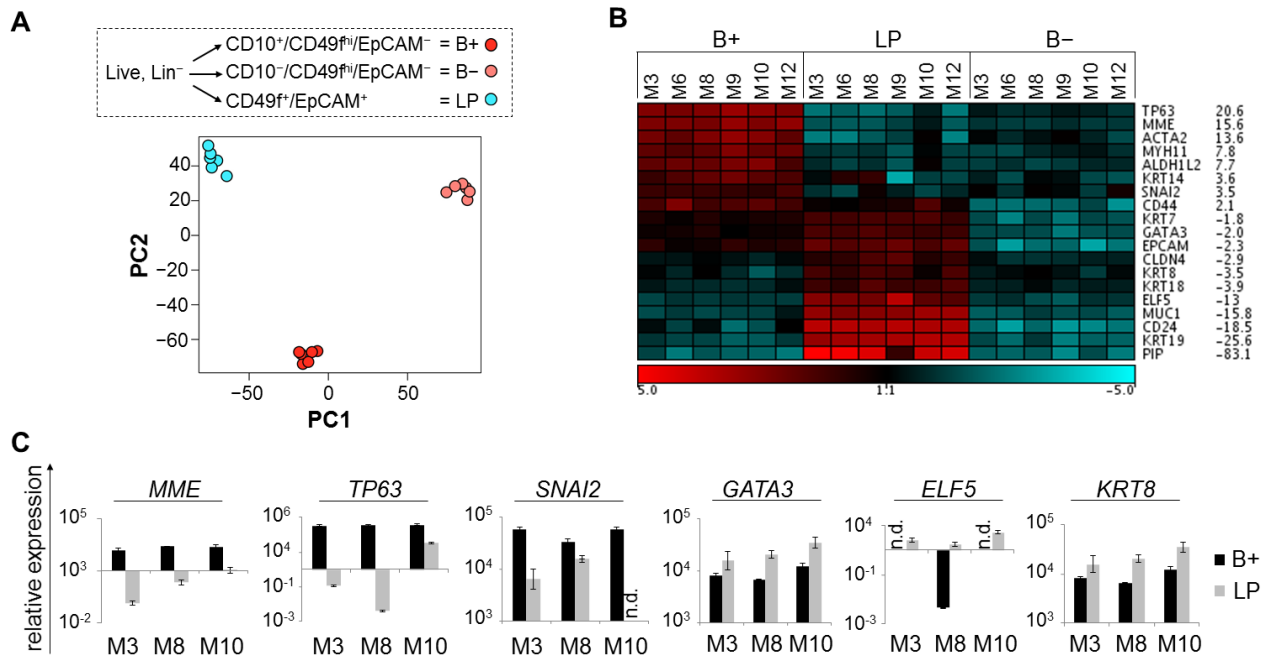 A
Live, Lin⁻
CD10⁺/CD49fʰⁱ/EpCAM⁻ = B+
CD10⁻/CD49fʰⁱ/EpCAM⁻ = B−
CD49f⁺/EpCAM⁺ = LP
PC2
40
20
0
−20
−40
−60
−50 0 50
PC1
B
B+ LP B−
M3 M6 M8 M9 M10 M12 M3 M6 M8 M9 M10 M12 M3 M6 M8 M9 M10 M12
TP63 20.6
MME 15.6
ACTA2 13.6
MYH11 7.8
ALDH1L2 7.7
KRT14 3.6
SNAI2 3.5
CD44 2.1
KRT7 −1.8
GATA3 −2.0
EPCAM −2.3
CLDN4 −2.9
KRT8 −3.5
KRT18 −3.9
ELF5 −13
MUC1 −15.8
CD24 −18.5
KRT19 −25.6
PIP −83.1
5.0 1.1 −5.0
C
relative expression
MME
10⁵
10³
10⁻²
M3 M8 M10
TP63
10⁶
10⁴
10⁻¹
10⁻³
M3 M8 M10
SNAI2
10⁵
10⁴
10³
n.d.
M3 M8 M10
GATA3
10⁵
10⁴
10³
M3 M8 M10
ELF5
10⁴
10²
10⁻¹
10⁻³
n.d. n.d.
M3 M8 M10
KRT8
10⁵
10⁴
10³
M3 M8 M10
B+
LP